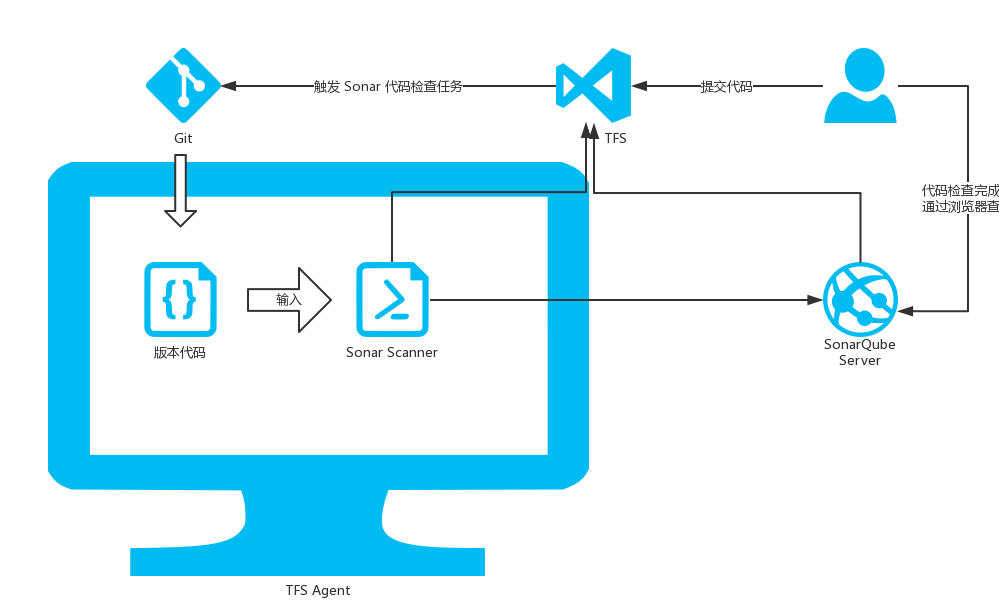 触发 Sonar 代码检查任务
提交代码
Git
TFS
代码检查完成
通过浏览器查
输入
版本代码
Sonar Scanner
SonarQube
Server
TFS Agent